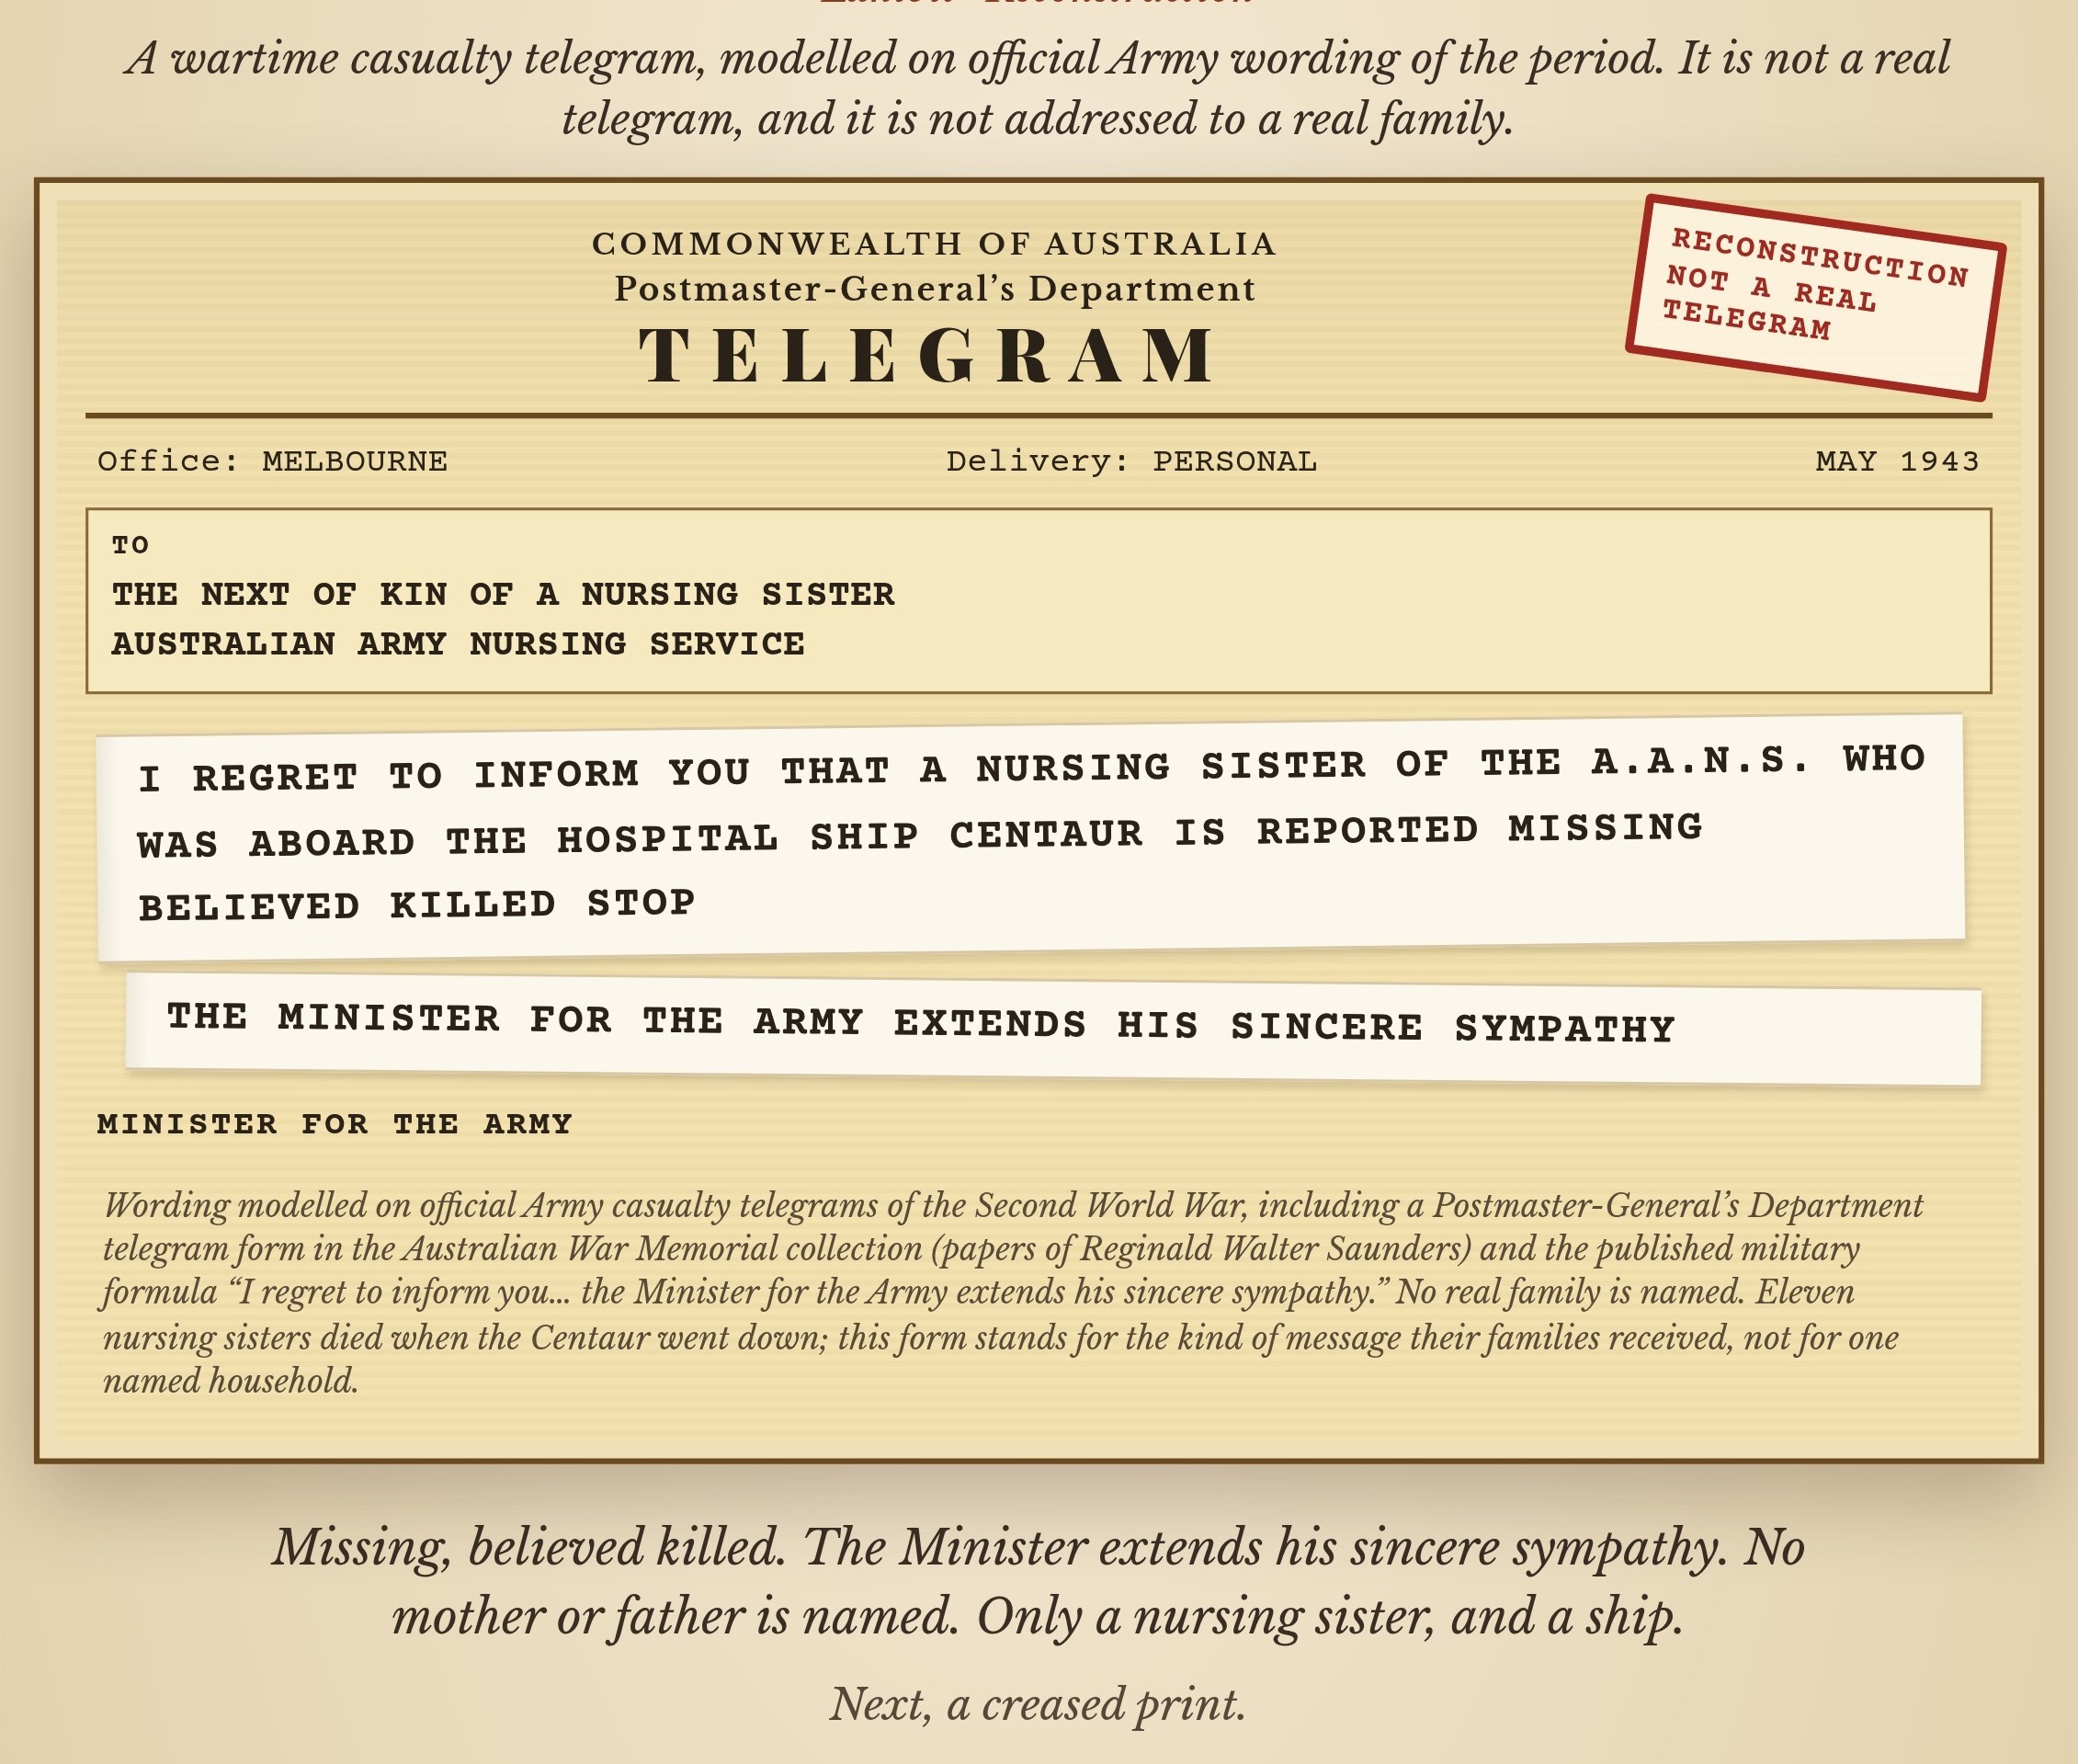 A wartime casualty telegram, modelled on official Army wording of the period. It is not a real
telegram, and it is not addressed to a real family.
COMMONWEALTH OF AUSTRALIA
Postmaster-General’s Department
TELEGRAM
RECONSTRUCTION
NOT A REAL
TELEGRAM
Office: MELBOURNE
Delivery: PERSONAL
MAY 1943
TO
THE NEXT OF KIN OF A NURSING SISTER
AUSTRALIAN ARMY NURSING SERVICE
I REGRET TO INFORM YOU THAT A NURSING SISTER OF THE A.A.N.S. WHO
WAS ABOARD THE HOSPITAL SHIP CENTAUR IS REPORTED MISSING
BELIEVED KILLED STOP
THE MINISTER FOR THE ARMY EXTENDS HIS SINCERE SYMPATHY
MINISTER FOR THE ARMY
Wording modelled on official Army casualty telegrams of the Second World War, including a Postmaster-General’s Department
telegram form in the Australian War Memorial collection (papers of Reginald Walter Saunders) and the published military
formula “I regret to inform you… the Minister for the Army extends his sincere sympathy.” No real family is named. Eleven
nursing sisters died when the Centaur went down; this form stands for the kind of message their families received, not for one
named household.
Missing, believed killed. The Minister extends his sincere sympathy. No
mother or father is named. Only a nursing sister, and a ship.
Next, a creased print.